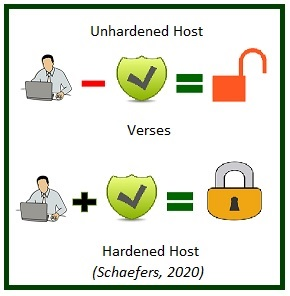 Unhardened Host
Verses
Hardened Host
(Schaefers, 2020)